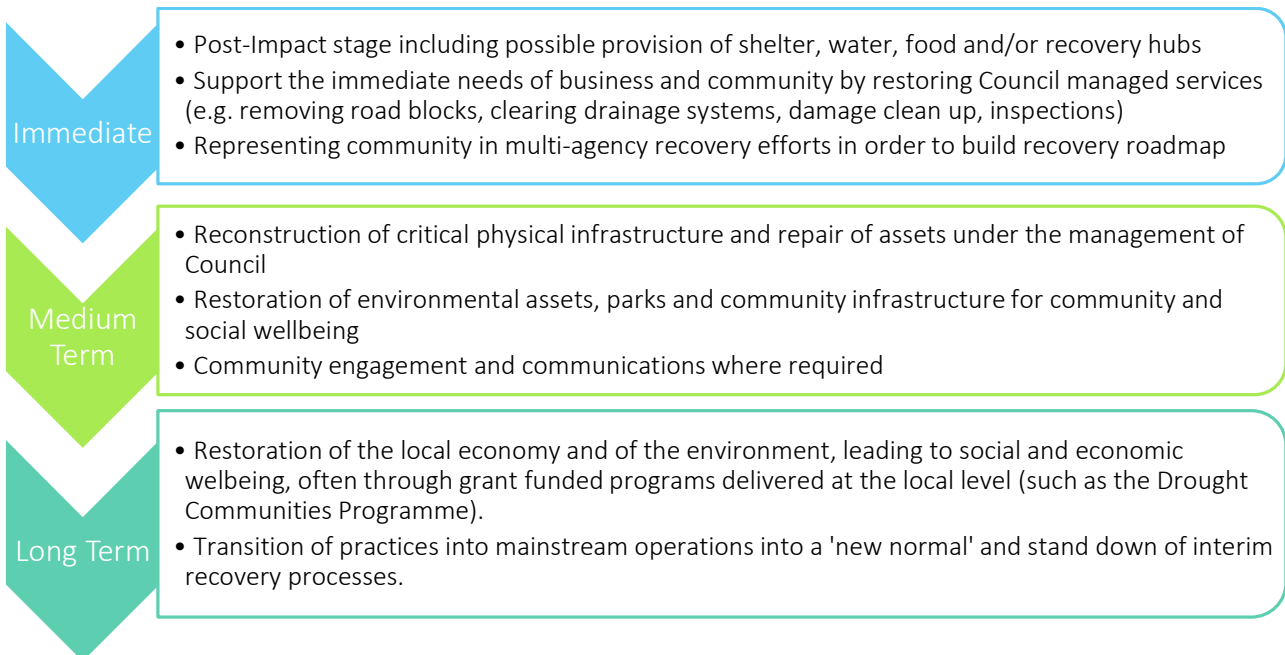 Immediate
• Post-Impact stage including possible provision of shelter, water, food and/or recovery hubs
• Support the immediate needs of business and community by restoring Council managed services
(e.g. removing road blocks, clearing drainage systems, damage clean up, inspections)
• Representing community in multi-agency recovery efforts in order to build recovery roadmap
Medium
Term
• Reconstruction of critical physical infrastructure and repair of assets under the management of
Council
• Restoration of environmental assets, parks and community infrastructure for community and
social wellbeing
• Community engagement and communications where required
Long Term
• Restoration of the local economy and of the environment, leading to social and economic
welbeing, often through grant funded programs delivered at the local level (such as the Drought
Communities Programme).
• Transition of practices into mainstream operations into a 'new normal' and stand down of interim
recovery processes.